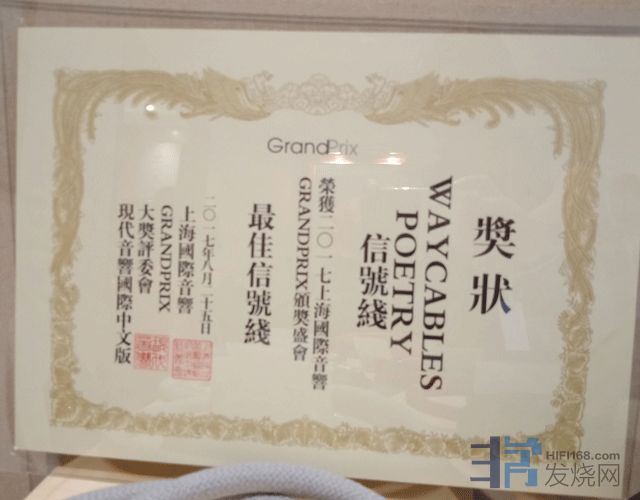 GrandPrix
獎狀
WAYCABLES
POETRY
信號綫
榮獲二〇一七上海國際音響
GRANDPRIX頒獎盛會
最佳信號綫
二〇一七年八月二十五日
上海國際音響
GRANDPRIX
大獎評委會
現代音響國際中文版
HIFI168.com
发烧网